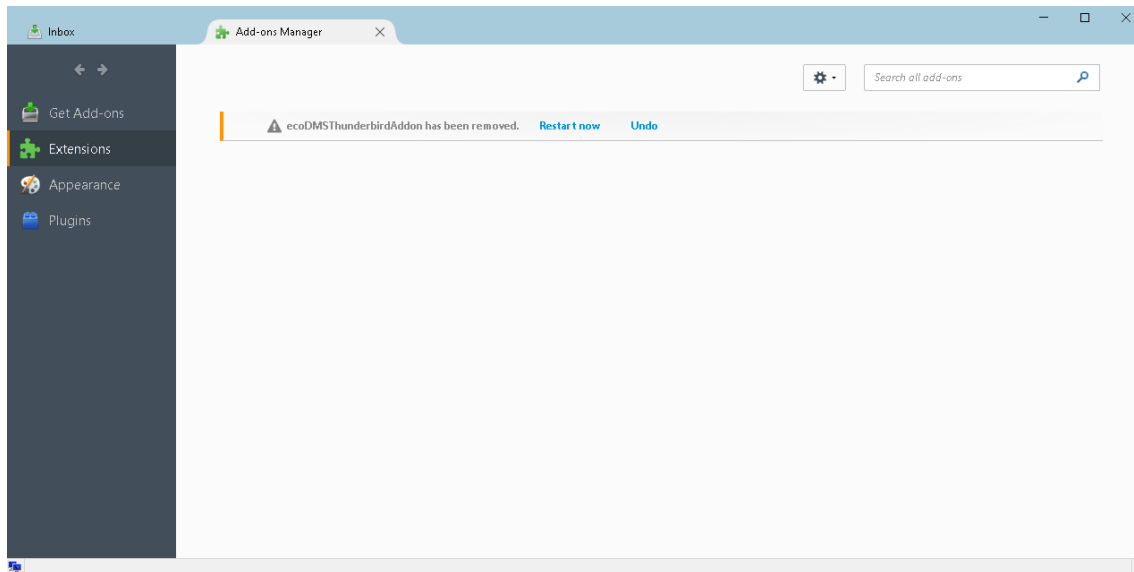 Inbox
Add-ons Manager
Search all add-ons
Get Add-ons
Extensions
Appearance
Plugins
ecoDMSThunderbirdAddon has been removed. Restart now Undo